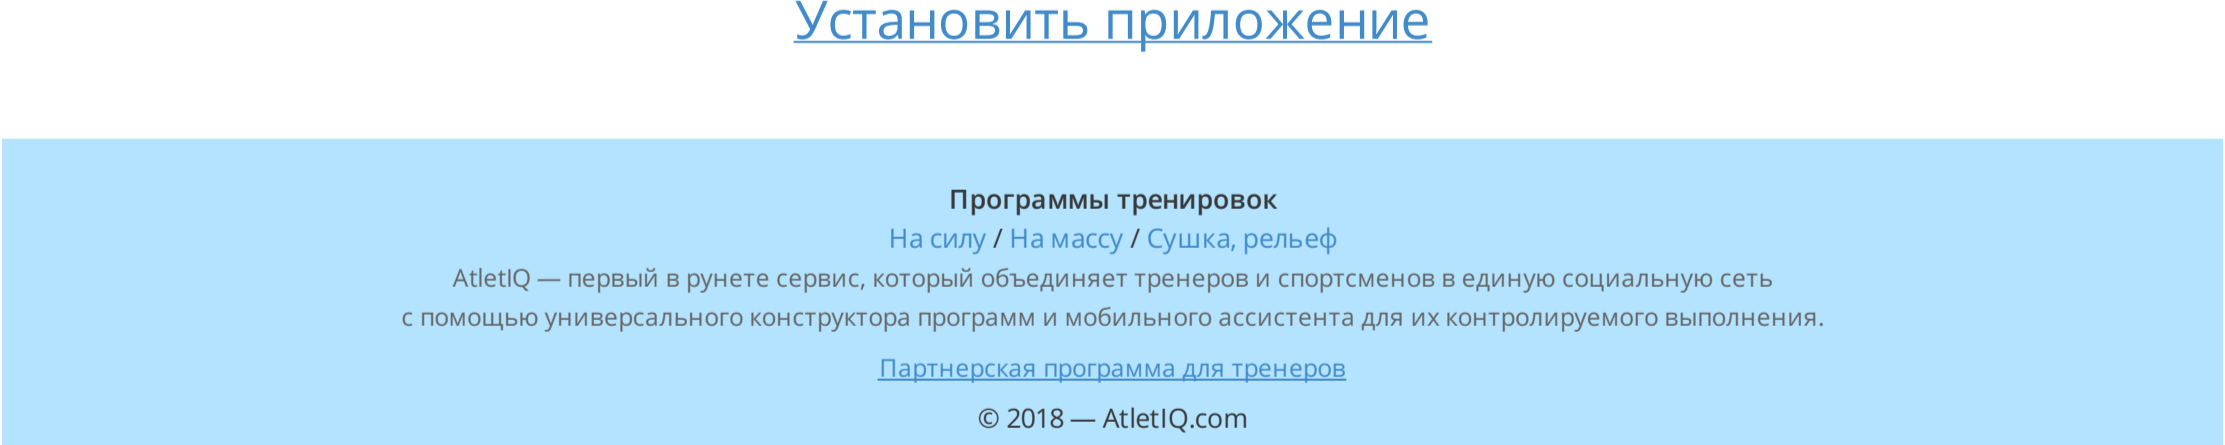 Установить приложение
Программы тренировок
На силу / На массу / Сушка, рельеф
AtletIQ — первый в рунете сервис, который объединяет тренеров и спортсменов в единую социальную сеть
с помощью универсального конструктора программ и мобильного ассистента для их контролируемого выполнения.
Партнерская программа для тренеров
© 2018 — AtletIQ.com